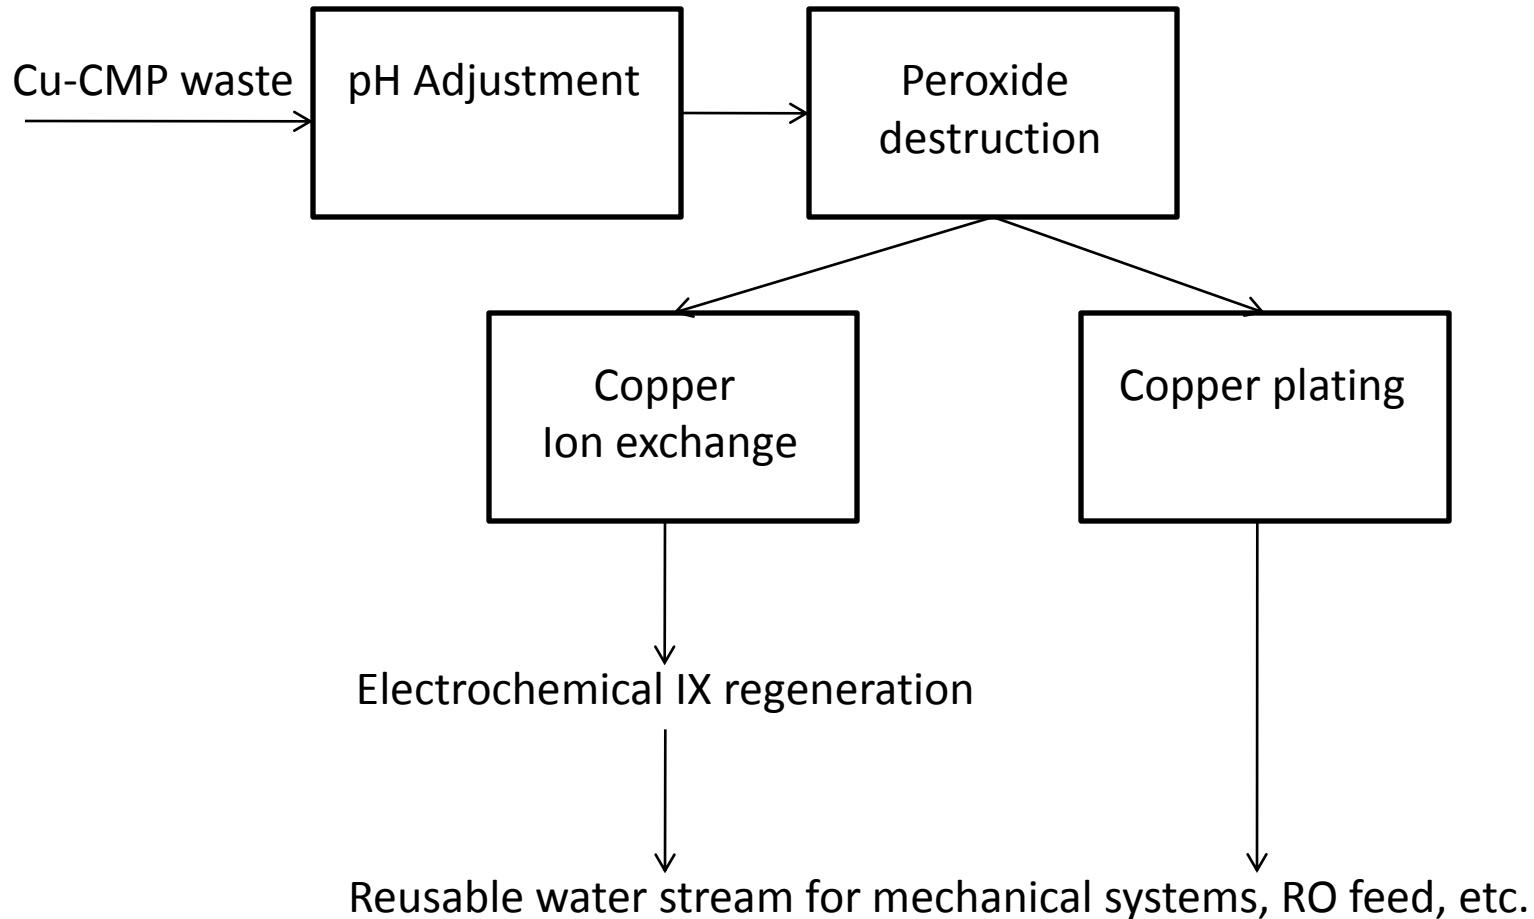 Cu-CMP waste
pH Adjustment
Peroxide
destruction
Copper
Ion exchange
Copper plating
Electrochemical IX regeneration
Reusable water stream for mechanical systems, RO feed, etc.